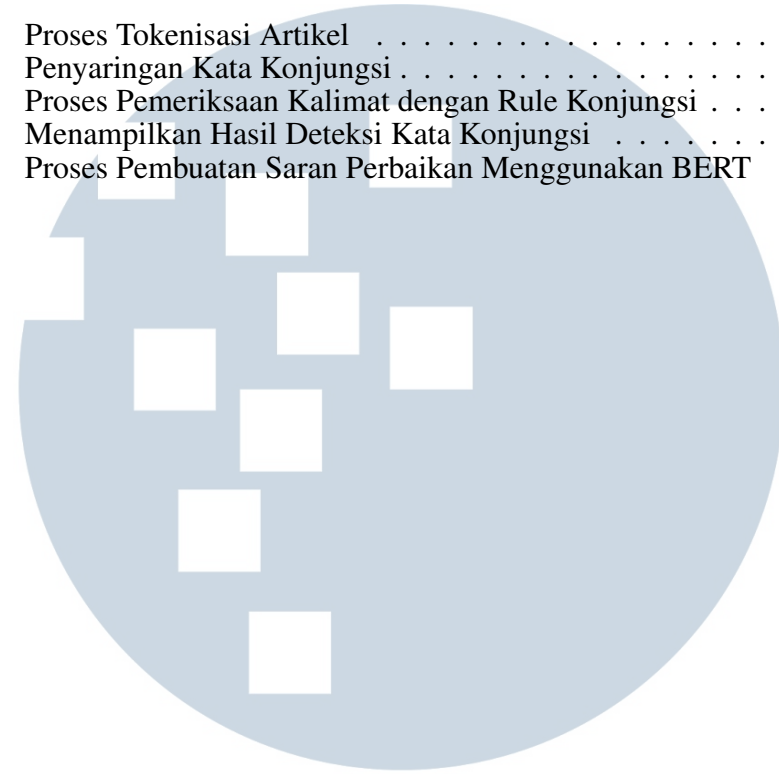 Proses Tokenisasi Artikel . . . . . . . . . . . . . . . . . .
Penyaringan Kata Konjungsi . . . . . . . . . . . . . . . . .
Proses Pemeriksaan Kalimat dengan Rule Konjungsi . . .
Menampilkan Hasil Deteksi Kata Konjungsi . . . . . . .
Proses Pembuatan Saran Perbaikan Menggunakan BERT